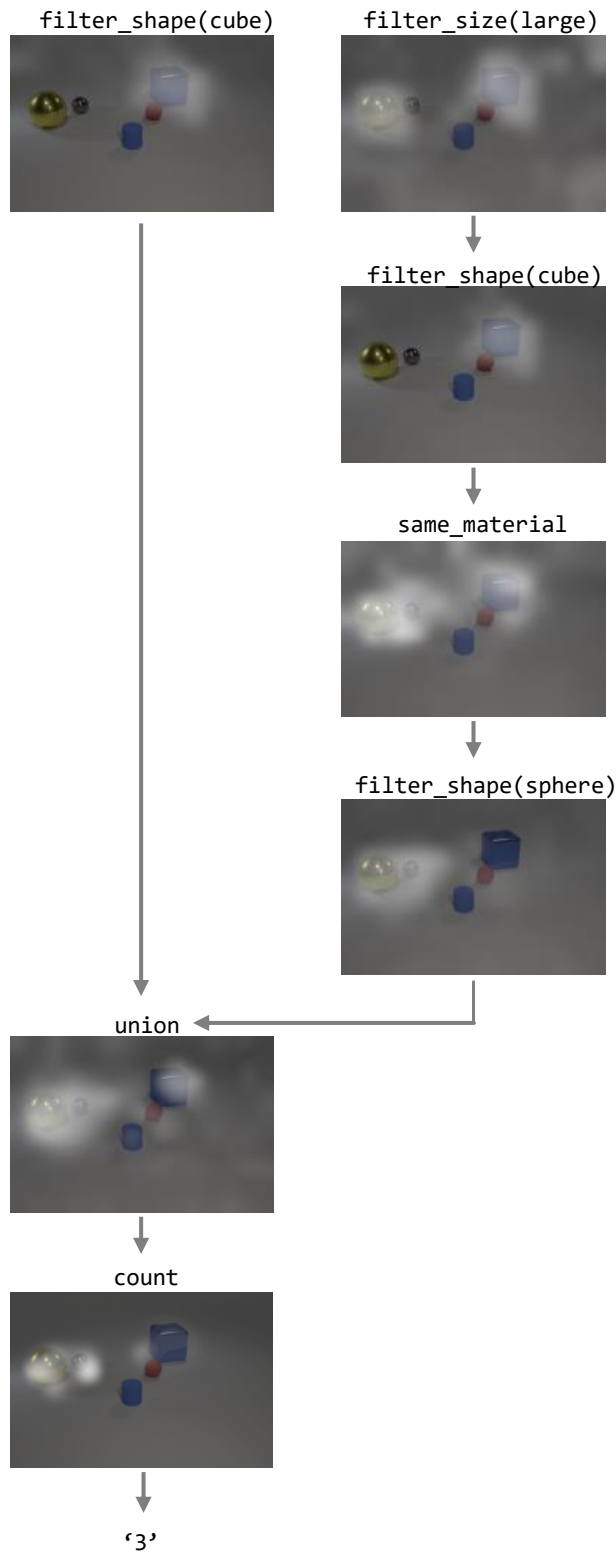 filter_shape(cube)
filter_size(large)
filter_shape(cube)
same_material
filter_shape(sphere)
union
count
‘3’